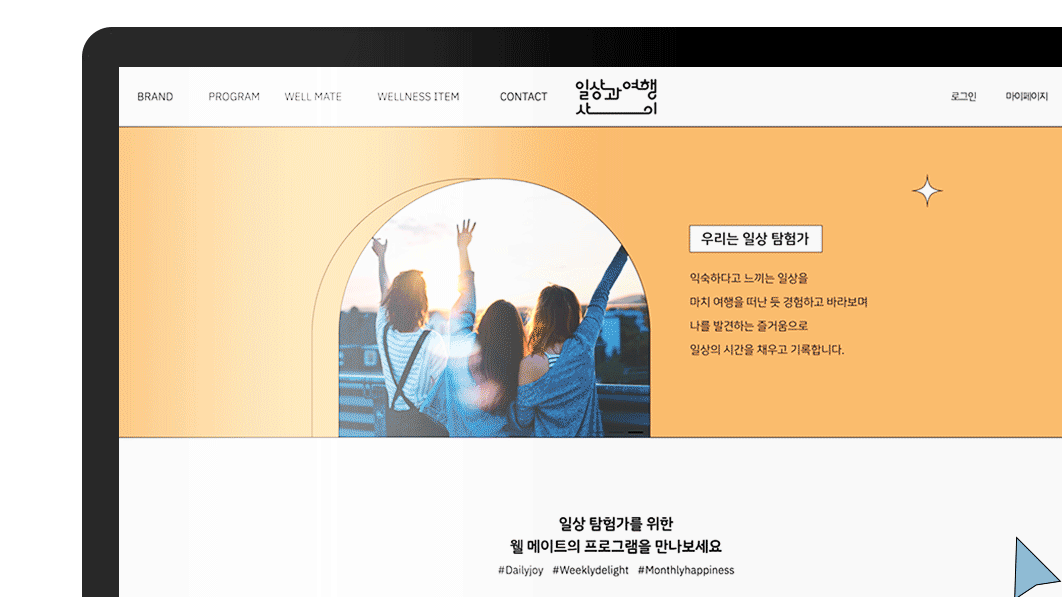 BRAND PROGRAM WELL MATE WELLNESS ITEM CONTACT 일상과여행 로그인 마이페이지
사이
우리는 일상 탐험가
익숙하다고 느끼는 일상을
마치 여행을 떠난 듯 경험하고 바라보며
나를 발견하는 즐거움으로
일상의 시간을 채우고 기록합니다.
일상 탐험가를 위한
웰 메이트의 프로그램을 만나보세요
#Dailyjoy #Weeklydelight #Monthlyhappiness